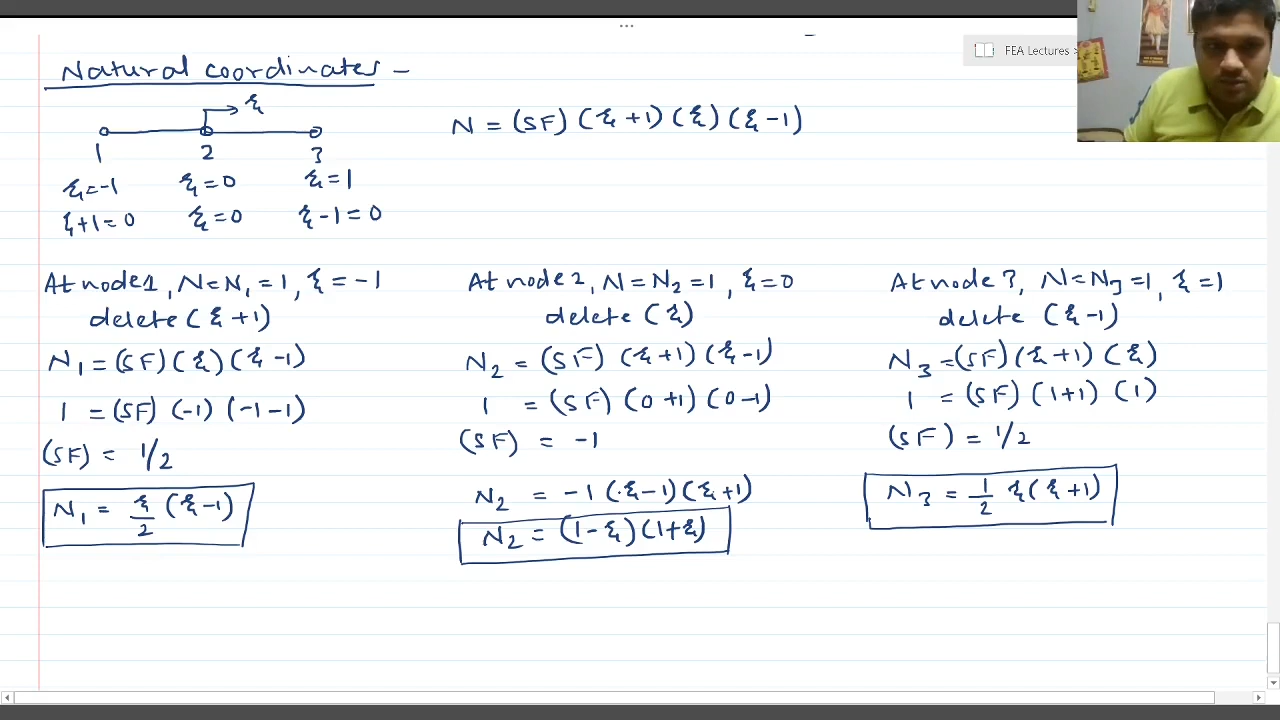 FEA Lectures >
Natural coordinates –
ξ
N = (SF) (ξ+1) (ξ) (ξ-1)
1 2 3
ξ=-1 ξ=0 ξ=1
ξ+1=0 ξ=0 ξ-1=0
At node1, N=N₁=1, ξ=-1
delete (ξ+1)
N₁ = (SF)(ξ)(ξ-1)
1 = (SF) (-1) (-1-1)
(SF) = 1/2
N₁ = ξ/2 (ξ-1)
At node 2, N=N₂=1, ξ=0
delete (ξ)
N₂ = (SF) (ξ+1)(ξ-1)
1 = (SF) (0+1)(0-1)
(SF) = -1
N₂ = -1(ξ-1)(ξ+1)
N₂ = (1-ξ)(1+ξ)
At node 3, N=N₃=1, ξ=1
delete (ξ-1)
N₃ =(SF)(ξ+1)(ξ)
1 = (SF) (1+1) (1)
(SF) = 1/2
N₃ = 1/2 ξ(ξ+1)